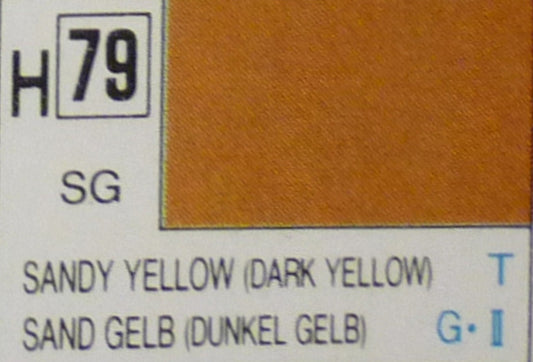 H 79
SG
SANDY YELLOW (DARK YELLOW) T
SAND GELB (DUNKEL GELB) G・II